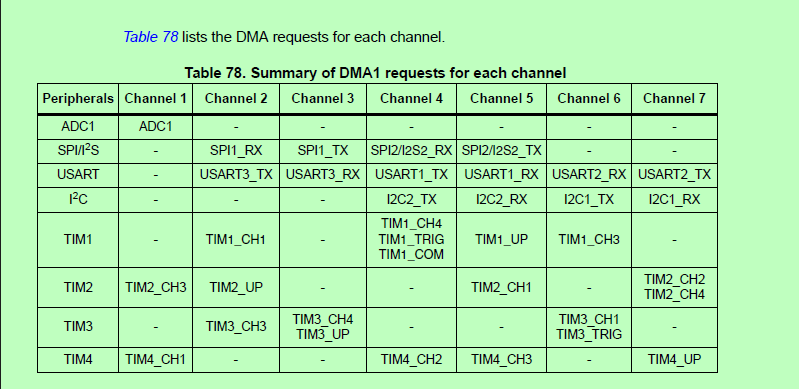 Table 78 lists the DMA requests for each channel.
Table 78. Summary of DMA1 requests for each channel
Peripherals Channel 1 Channel 2 Channel 3 Channel 4 Channel 5 Channel 6 Channel 7
ADC1 ADC1 - - - - - -
SPI/I²S - SPI1_RX SPI1_TX SPI2/I2S2_RX SPI2/I2S2_TX - -
USART - USART3_TX USART3_RX USART1_TX USART1_RX USART2_RX USART2_TX
I²C - - - I2C2_TX I2C2_RX I2C1_TX I2C1_RX
TIM1 - TIM1_CH1 - TIM1_CH4 TIM1_TRIG TIM1_COM TIM1_UP TIM1_CH3 -
TIM2 TIM2_CH3 TIM2_UP - - TIM2_CH1 - TIM2_CH2 TIM2_CH4
TIM3 - TIM3_CH3 TIM3_CH4 TIM3_UP - - TIM3_CH1 TIM3_TRIG -
TIM4 TIM4_CH1 - - TIM4_CH2 TIM4_CH3 - TIM4_UP